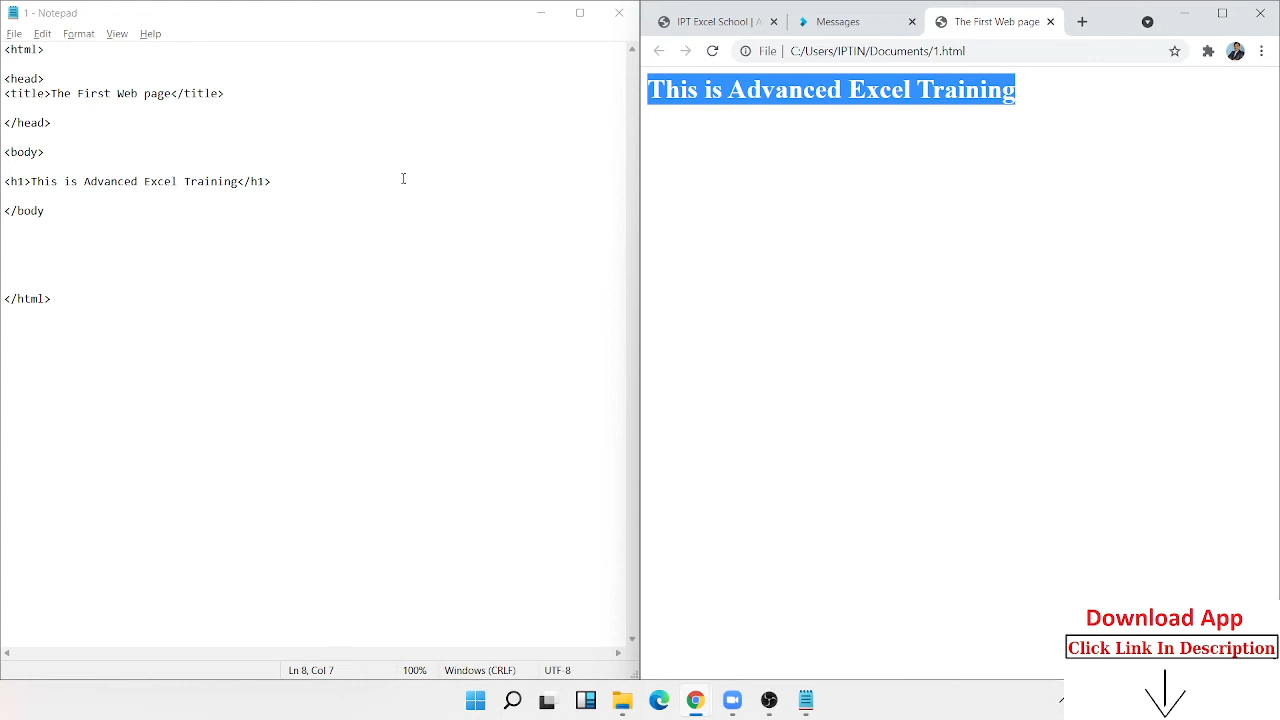 1 - Notepad
File Edit Format View Help
<html>
<head>
<title>The First Web page</title>
</head>
<body>
<h1>This is Advanced Excel Training</h1>
</body
</html>
Ln 8, Col 7 100% Windows (CRLF) UTF-8
IPT Excel School | A Messages The First Web page
File C:/Users/IPTIN/Documents/1.html
This is Advanced Excel Training
Download App
Click Link In Description